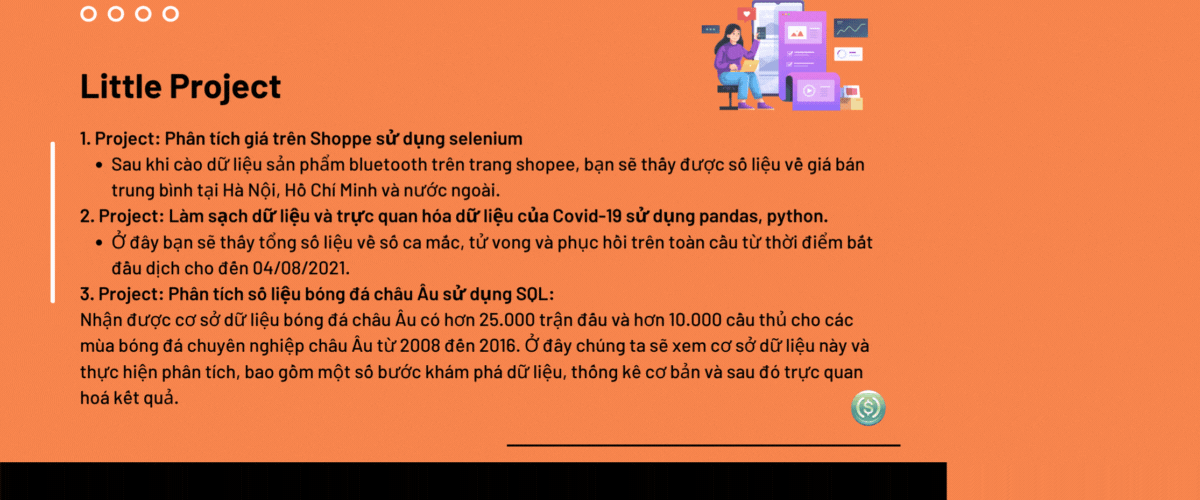 Little Project
1. Project: Phân tích giá trên Shoppe sử dụng selenium
• Sau khi cào dữ liệu sản phẩm bluetooth trên trang shopee, bạn sẽ thấy được số liệu về giá bán
trung bình tại Hà Nội, Hồ Chí Minh và nước ngoài.
2. Project: Làm sạch dữ liệu và trực quan hóa dữ liệu của Covid-19 sử dụng pandas, python.
• Ở đây bạn sẽ thấy tổng số liệu về số ca mắc, tử vong và phục hồi trên toàn cầu từ thời điểm bắt
đầu dịch cho đến 04/08/2021.
3. Project: Phân tích số liệu bóng đá châu Âu sử dụng SQL:
Nhận được cơ sở dữ liệu bóng đá châu Âu có hơn 25.000 trận đấu và hơn 10.000 cầu thủ cho các
mùa bóng đá chuyên nghiệp châu Âu từ 2008 đến 2016. Ở đây chúng ta sẽ xem cơ sở dữ liệu này và
thực hiện phân tích, bao gồm một số bước khám phá dữ liệu, thống kê cơ bản và sau đó trực quan
hoá kết quả.